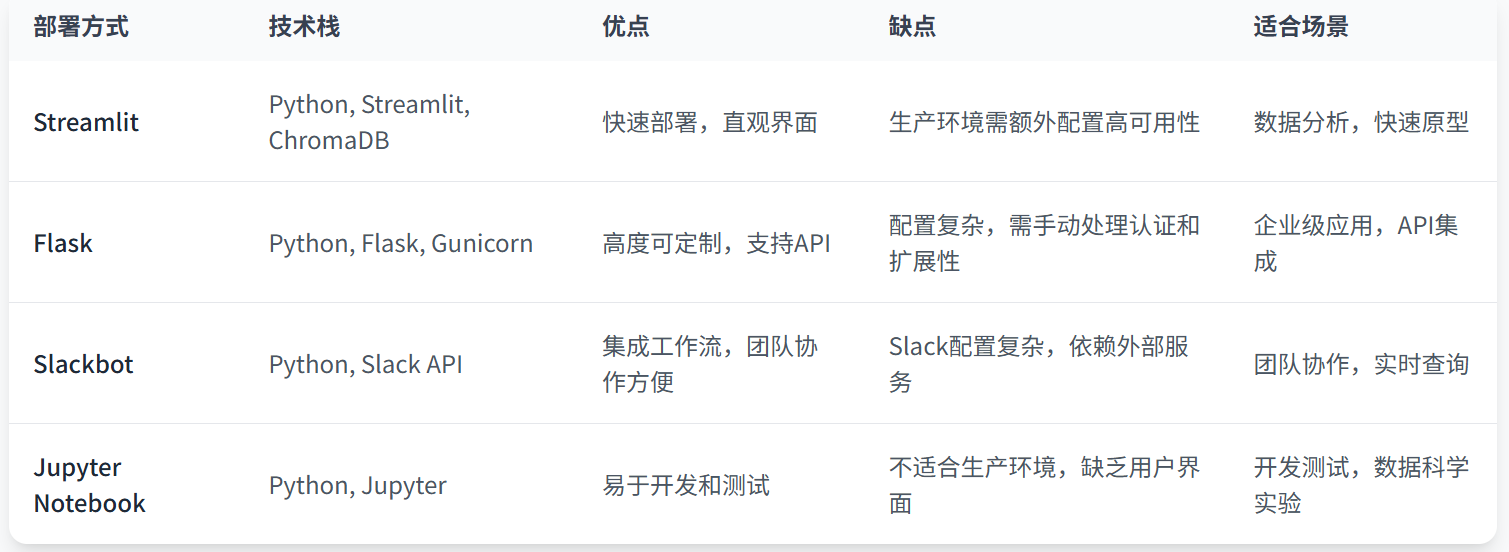 部署方式 技术栈 优点 缺点 适合场景
Streamlit
Python, Streamlit,
ChromaDB
快速部署，直观界面
生产环境需额外配置高可用性
数据分析，快速原型
Flask
Python, Flask, Gunicorn
高度可定制，支持API
配置复杂，需手动处理认证和
扩展性
企业级应用，API集
成
Slackbot
Python, Slack API
集成工作流，团队协
作方便
Slack配置复杂，依赖外部服
务
团队协作，实时查询
Jupyter
Notebook
Python, Jupyter
易于开发和测试
不适合生产环境，缺乏用户界
面
开发测试，数据科学
实验